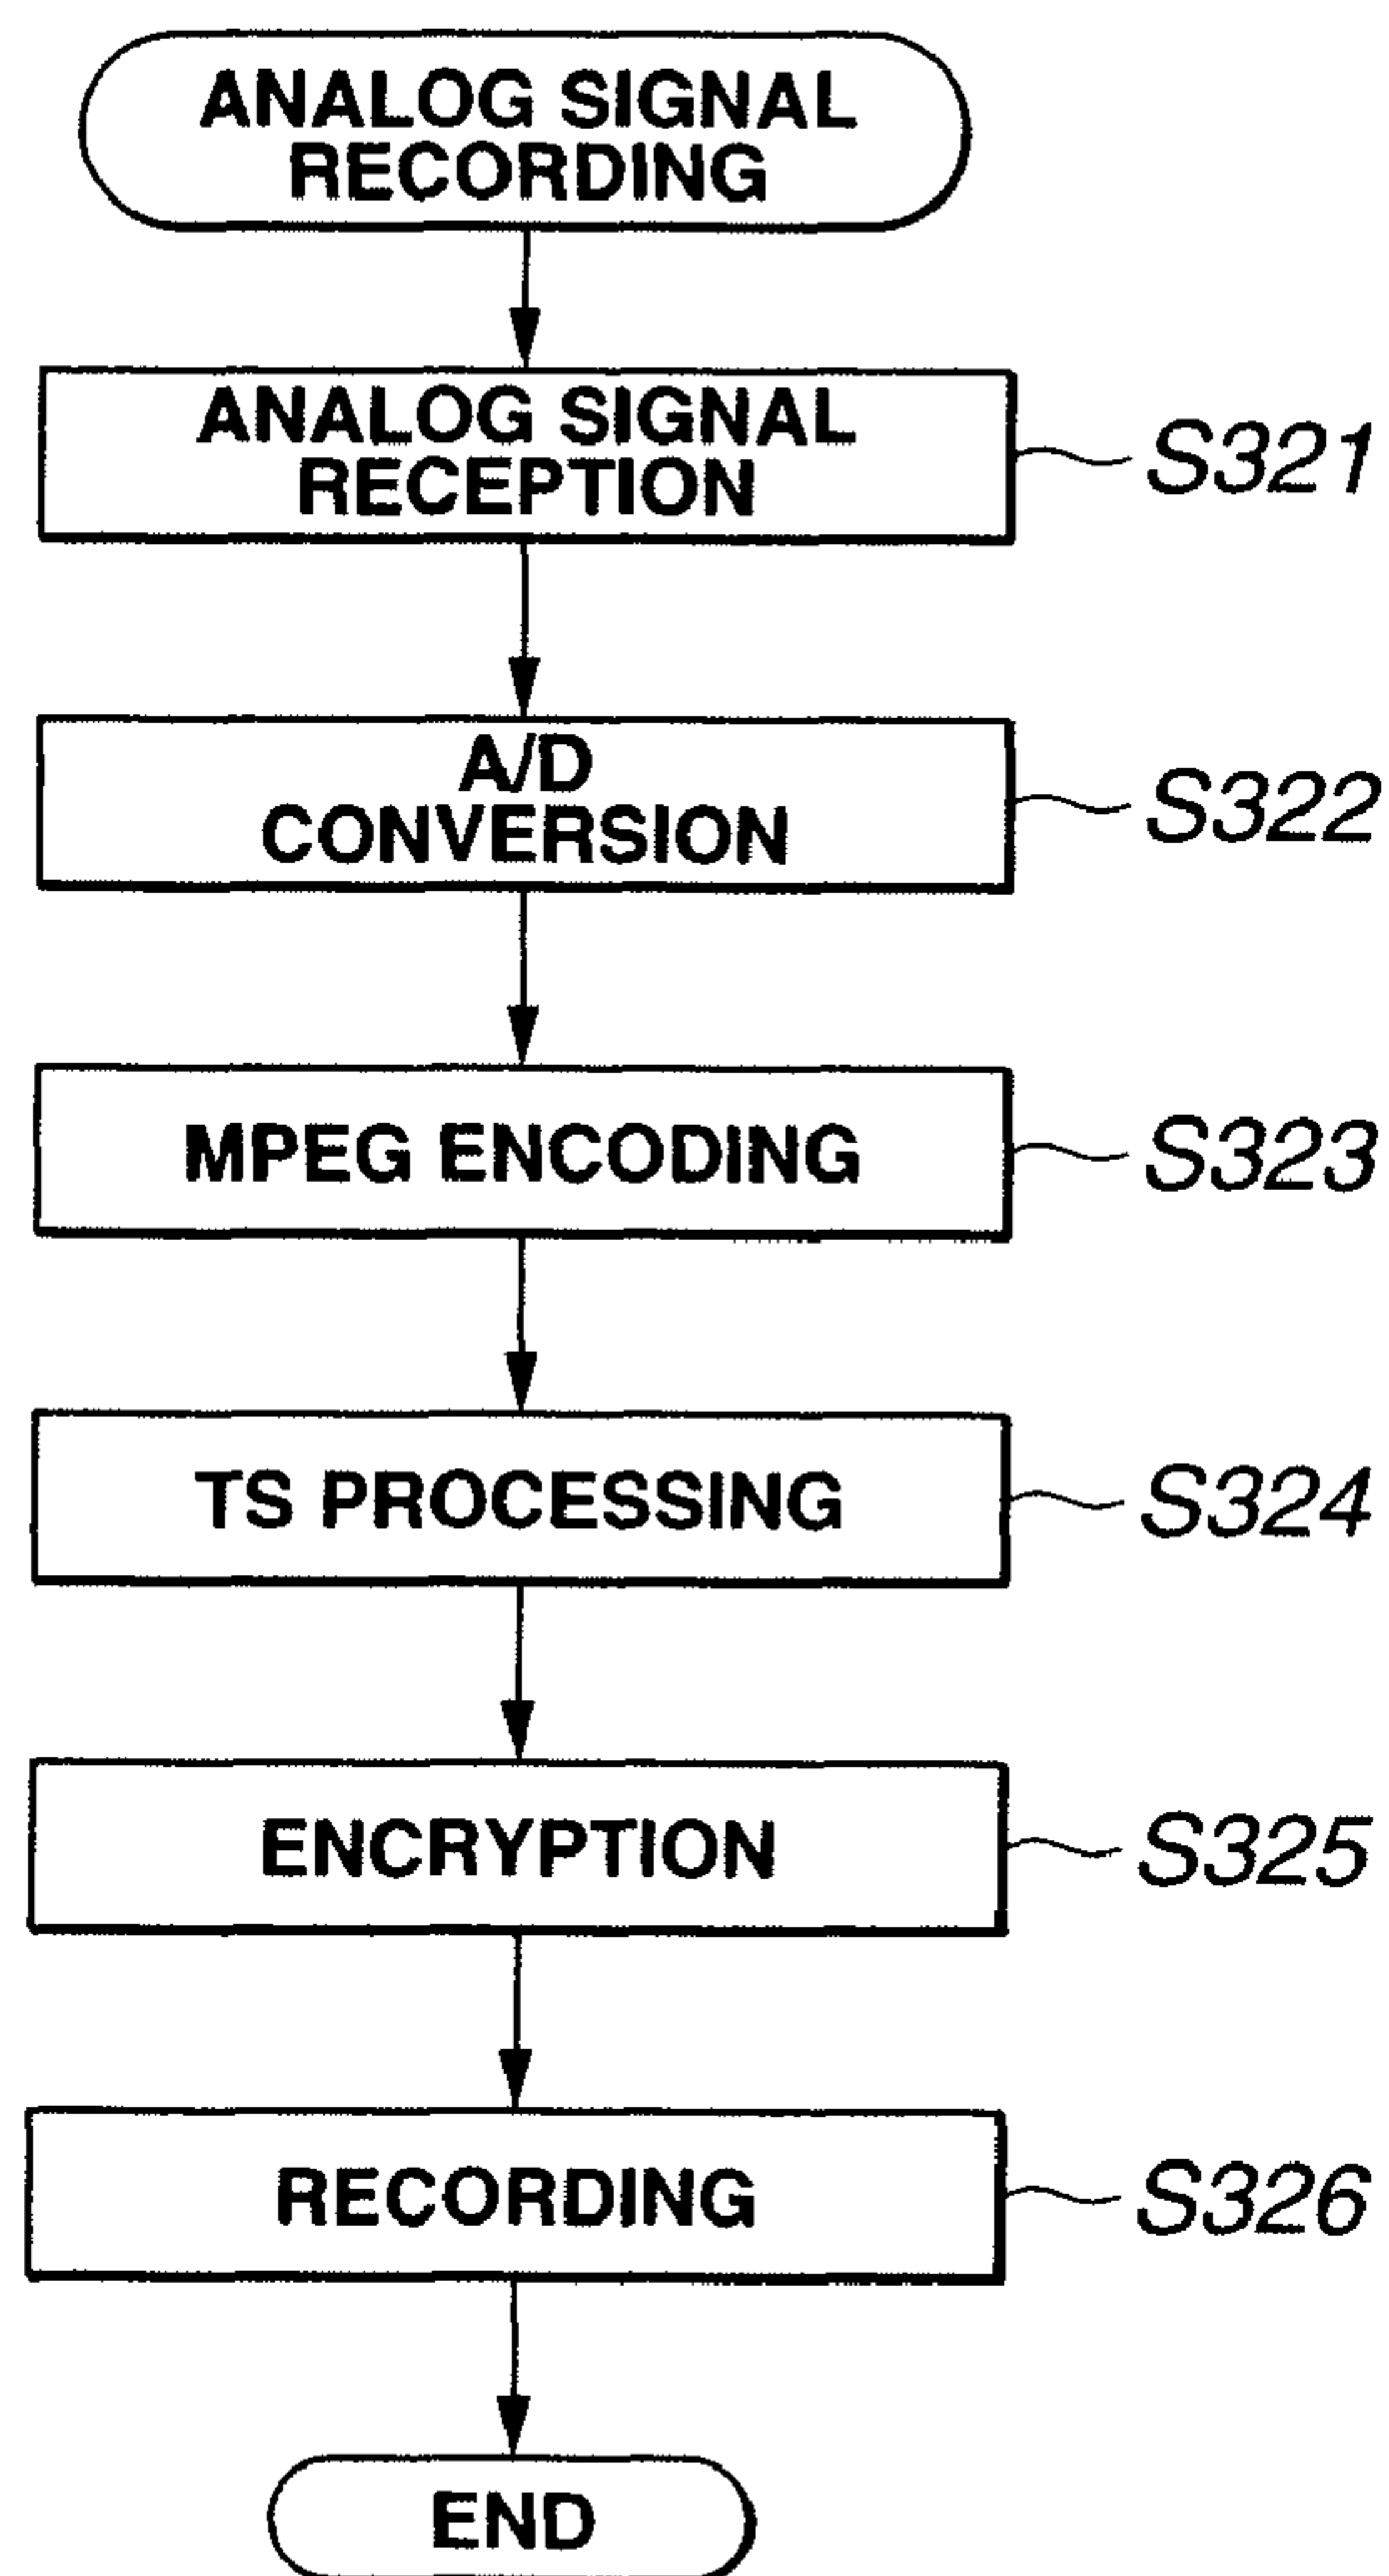 ANALOG SIGNAL
RECORDING
ANALOG SIGNAL
RECEPTION
S321
A/D
CONVERSION
S322
MPEG ENCODING
S323
TS PROCESSING
S324
ENCRYPTION
S325
RECORDING
S326
END